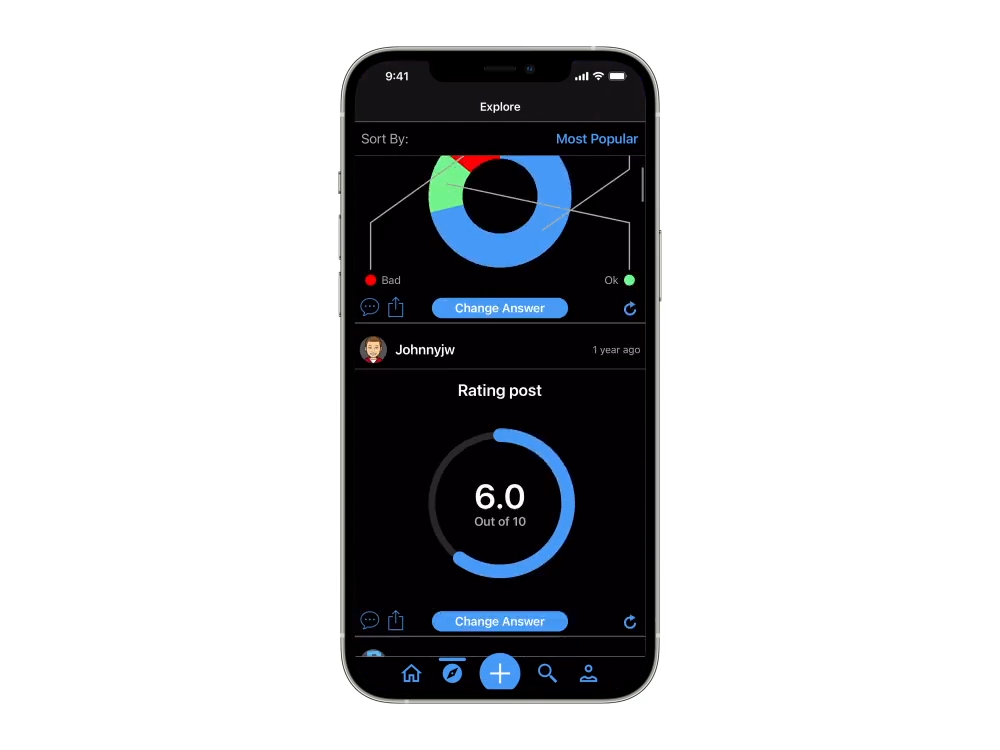 9:41
Explore
Sort By: Most Popular
Bad Ok
Change Answer
Johnnyjw 1 year ago
Rating post
6.0
Out of 10
Change Answer